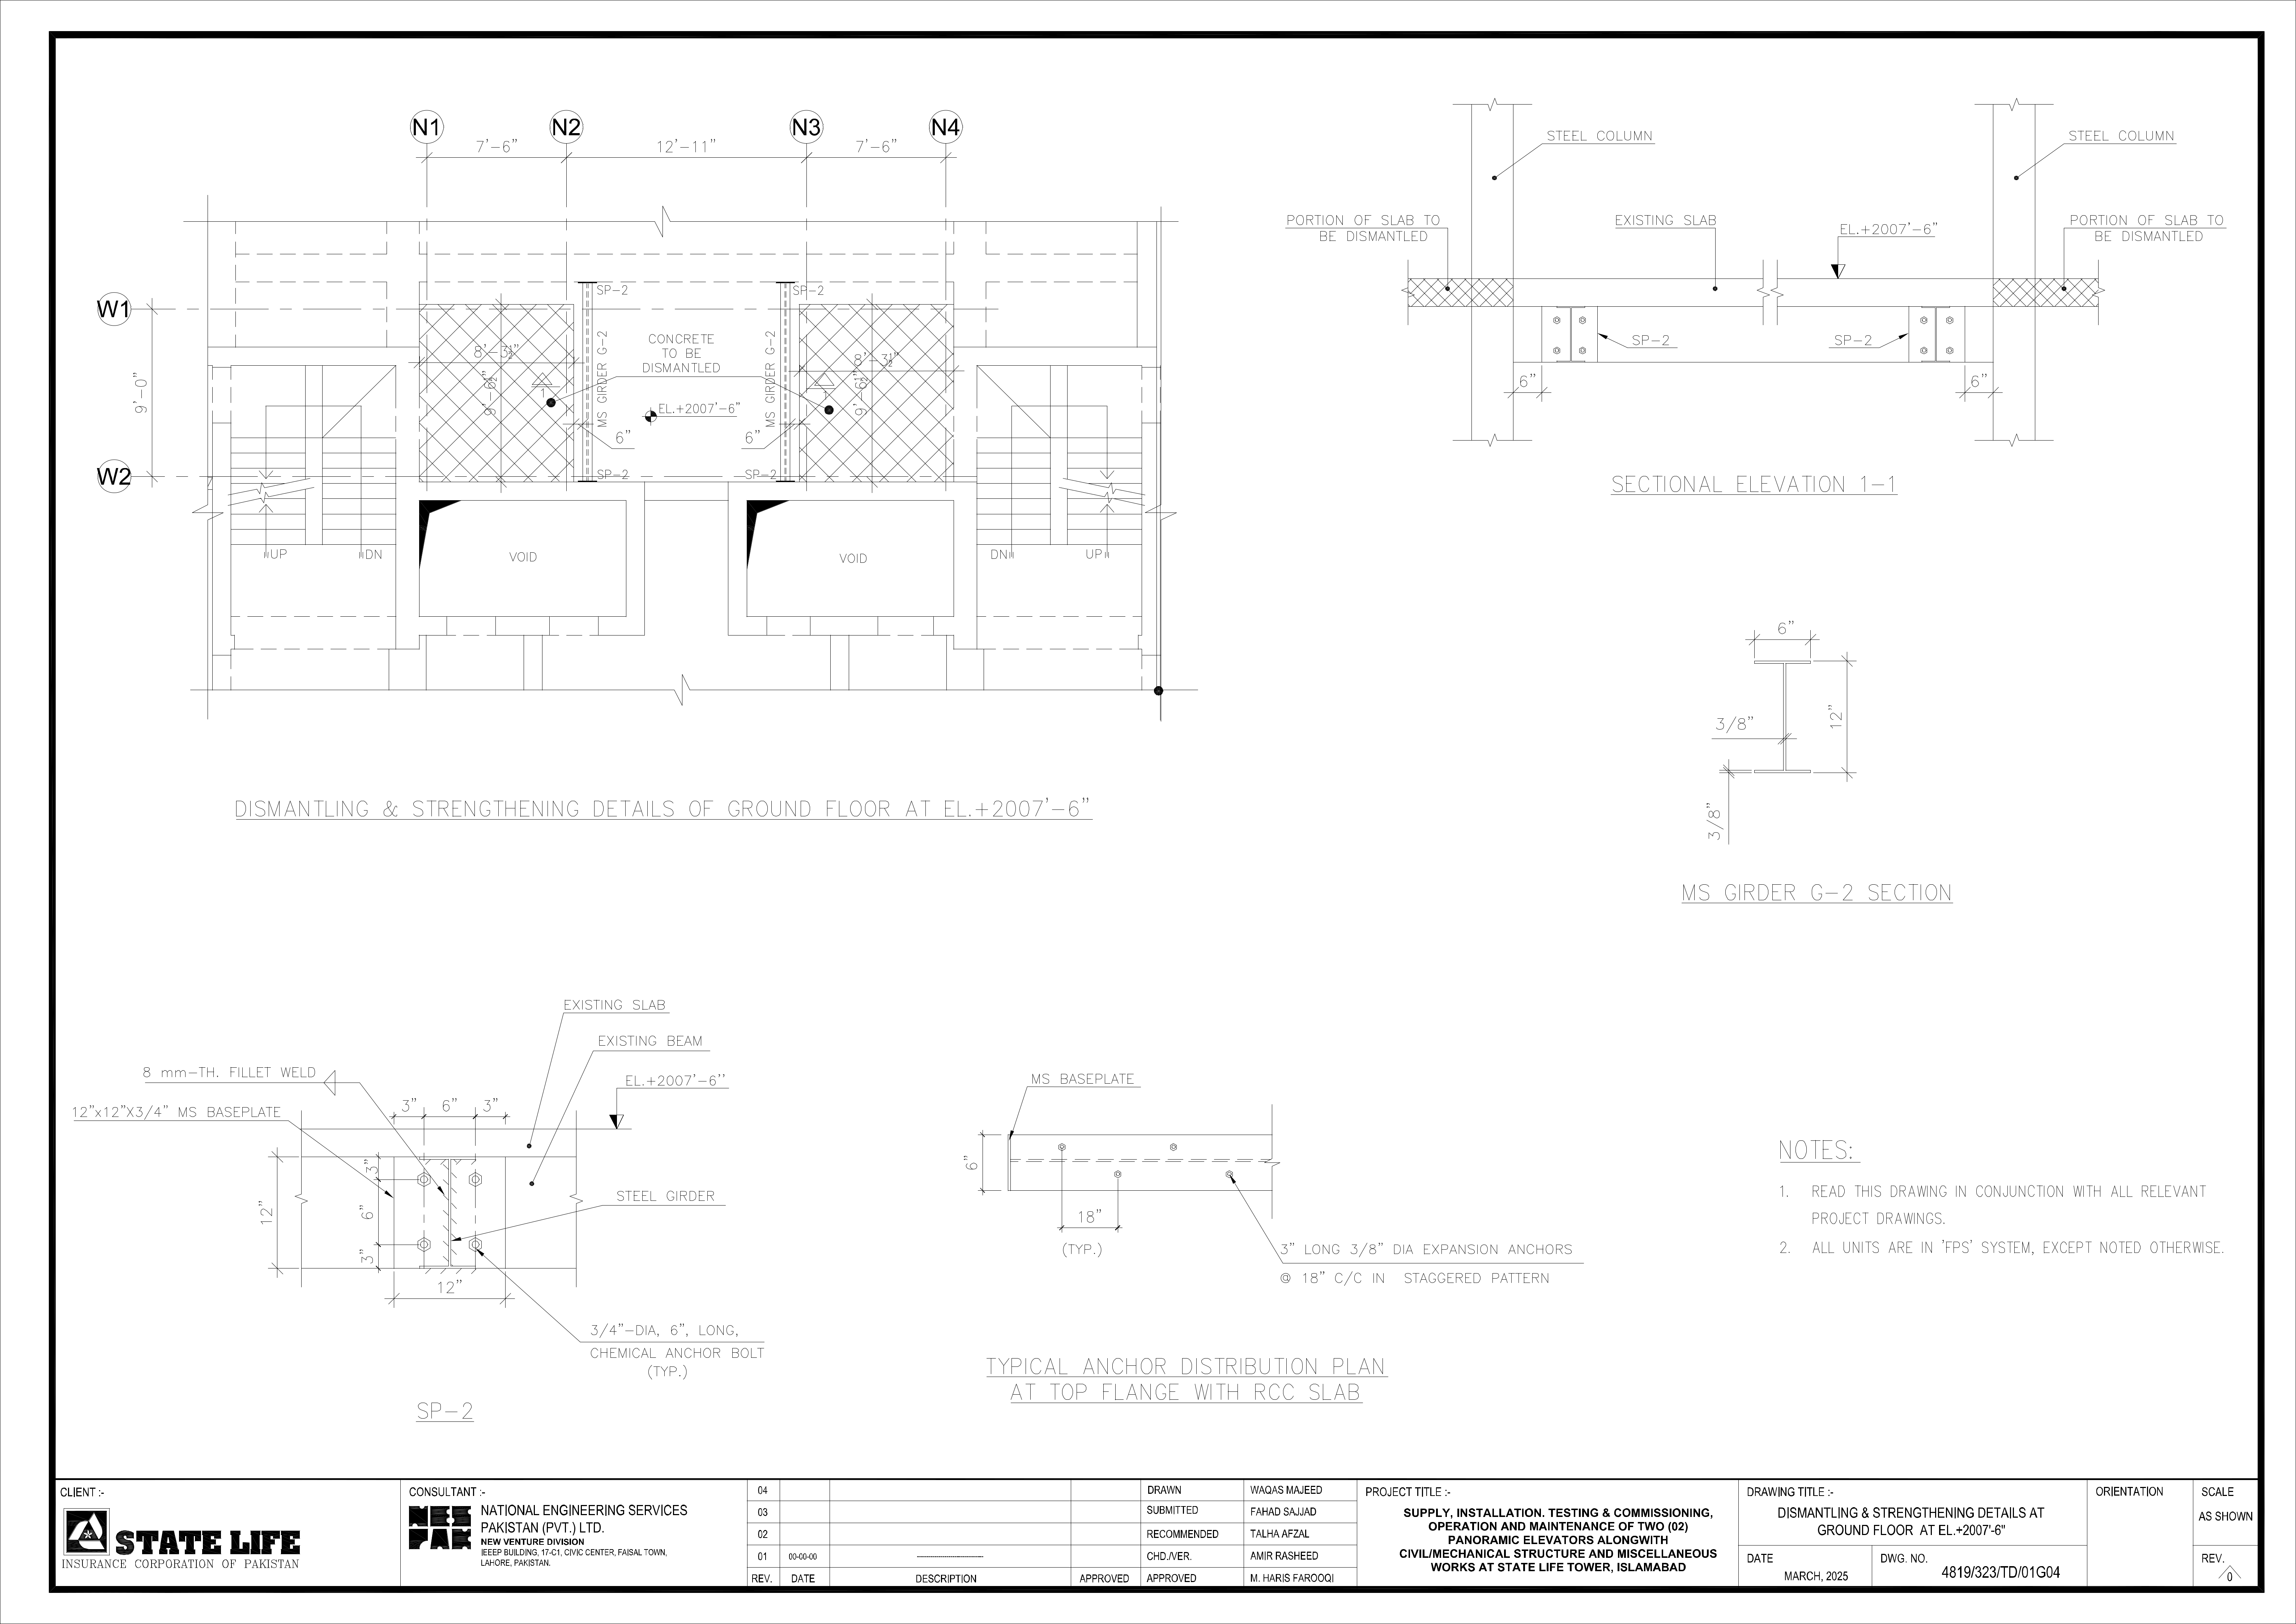 N1
N2
N3
N4
7'-6"
12'-11"
7'-6"
W1
W2
9'-0"
SP-2
SP-2
MS GIRDER G-2
MS GIRDER G-2
CONCRETE
TO BE
DISMANTLED
8'-3½"
8'-3½"
9'-6½"
9'-6½"
1
EL.+2007'-6"
6"
6"
SP-2
SP-2
UP
DN
VOID
VOID
DN
UP
DISMANTLING & STRENGTHENING DETAILS OF GROUND FLOOR AT EL.+2007'-6"
STEEL COLUMN
STEEL COLUMN
PORTION OF SLAB TO
BE DISMANTLED
EXISTING SLAB
EL.+2007'-6"
PORTION OF SLAB TO
BE DISMANTLED
SP-2
SP-2
6"
6"
SECTIONAL ELEVATION 1-1
6"
3/8"
12"
3/8"
MS GIRDER G-2 SECTION
EXISTING SLAB
EXISTING BEAM
8 mm-TH. FILLET WELD
EL.+2007'-6''
12"x12"X3/4" MS BASEPLATE
3"
6"
3"
3"
6"
3"
12"
STEEL GIRDER
12"
3/4"-DIA, 6", LONG,
CHEMICAL ANCHOR BOLT
(TYP.)
SP-2
MS BASEPLATE
6"
18"
(TYP.)
3" LONG 3/8" DIA EXPANSION ANCHORS
@ 18" C/C IN STAGGERED PATTERN
TYPICAL ANCHOR DISTRIBUTION PLAN
AT TOP FLANGE WITH RCC SLAB
NOTES:
1. READ THIS DRAWING IN CONJUNCTION WITH ALL RELEVANT
PROJECT DRAWINGS.
2. ALL UNITS ARE IN 'FPS' SYSTEM, EXCEPT NOTED OTHERWISE.
CLIENT :-
STATE LIFE
INSURANCE CORPORATION OF PAKISTAN
CONSULTANT :-
NES
PAK
NATIONAL ENGINEERING SERVICES
PAKISTAN (PVT.) LTD.
NEW VENTURE DIVISION
IEEEP BUILDING, 17-C1, CIVIC CENTER, FAISAL TOWN,
LAHORE, PAKISTAN.
04
03
02
01 00-00-00
REV. DATE DESCRIPTION APPROVED
DRAWN WAQAS MAJEED
SUBMITTED FAHAD SAJJAD
RECOMMENDED TALHA AFZAL
CHD./VER. AMIR RASHEED
APPROVED M. HARIS FAROOQI
PROJECT TITLE :-
SUPPLY, INSTALLATION. TESTING & COMMISSIONING,
OPERATION AND MAINTENANCE OF TWO (02)
PANORAMIC ELEVATORS ALONGWITH
CIVIL/MECHANICAL STRUCTURE AND MISCELLANEOUS
WORKS AT STATE LIFE TOWER, ISLAMABAD
DRAWING TITLE :-
DISMANTLING & STRENGTHENING DETAILS AT
GROUND FLOOR AT EL.+2007'-6"
DATE
MARCH, 2025
DWG. NO.
4819/323/TD/01G04
ORIENTATION
SCALE
AS SHOWN
REV.
0